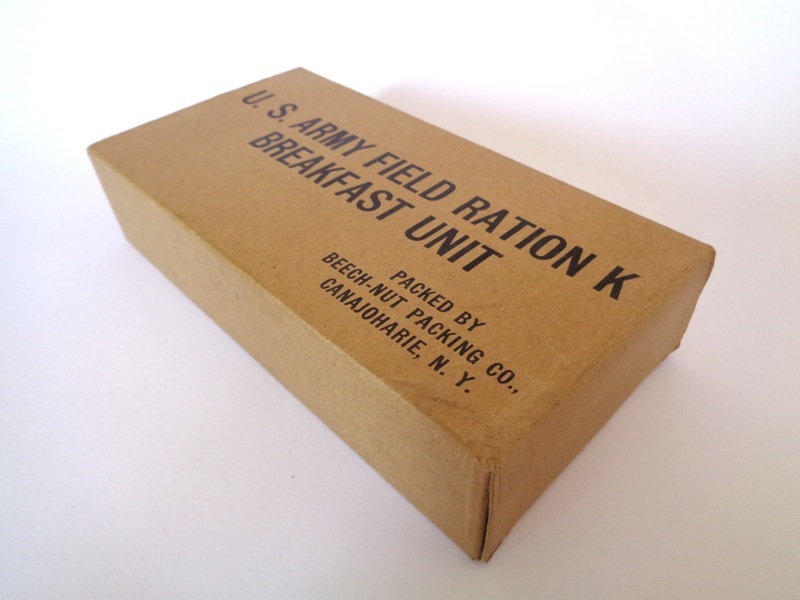 U. S. ARMY FIELD RATION K
BREAKFAST UNIT
PACKED BY
BEECH-NUT PACKING CO.,
CANAJOHARIE, N. Y.